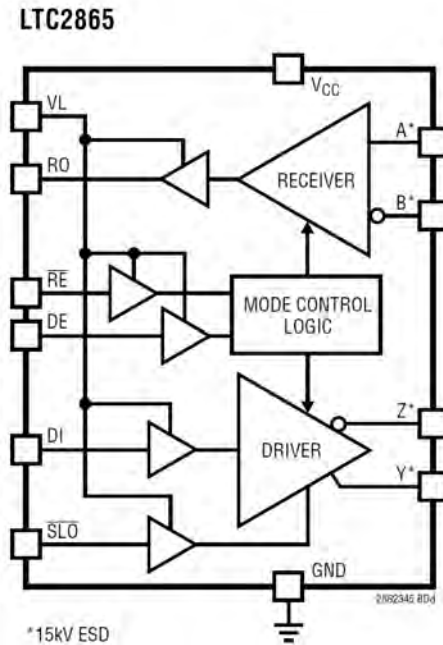 LTC2865
VL
VCC
A*
RO
RECEIVER
B*
RE
MODE CONTROL
LOGIC
DE
Z*
DI
DRIVER
Y*
SLO
GND
*15kV ESD